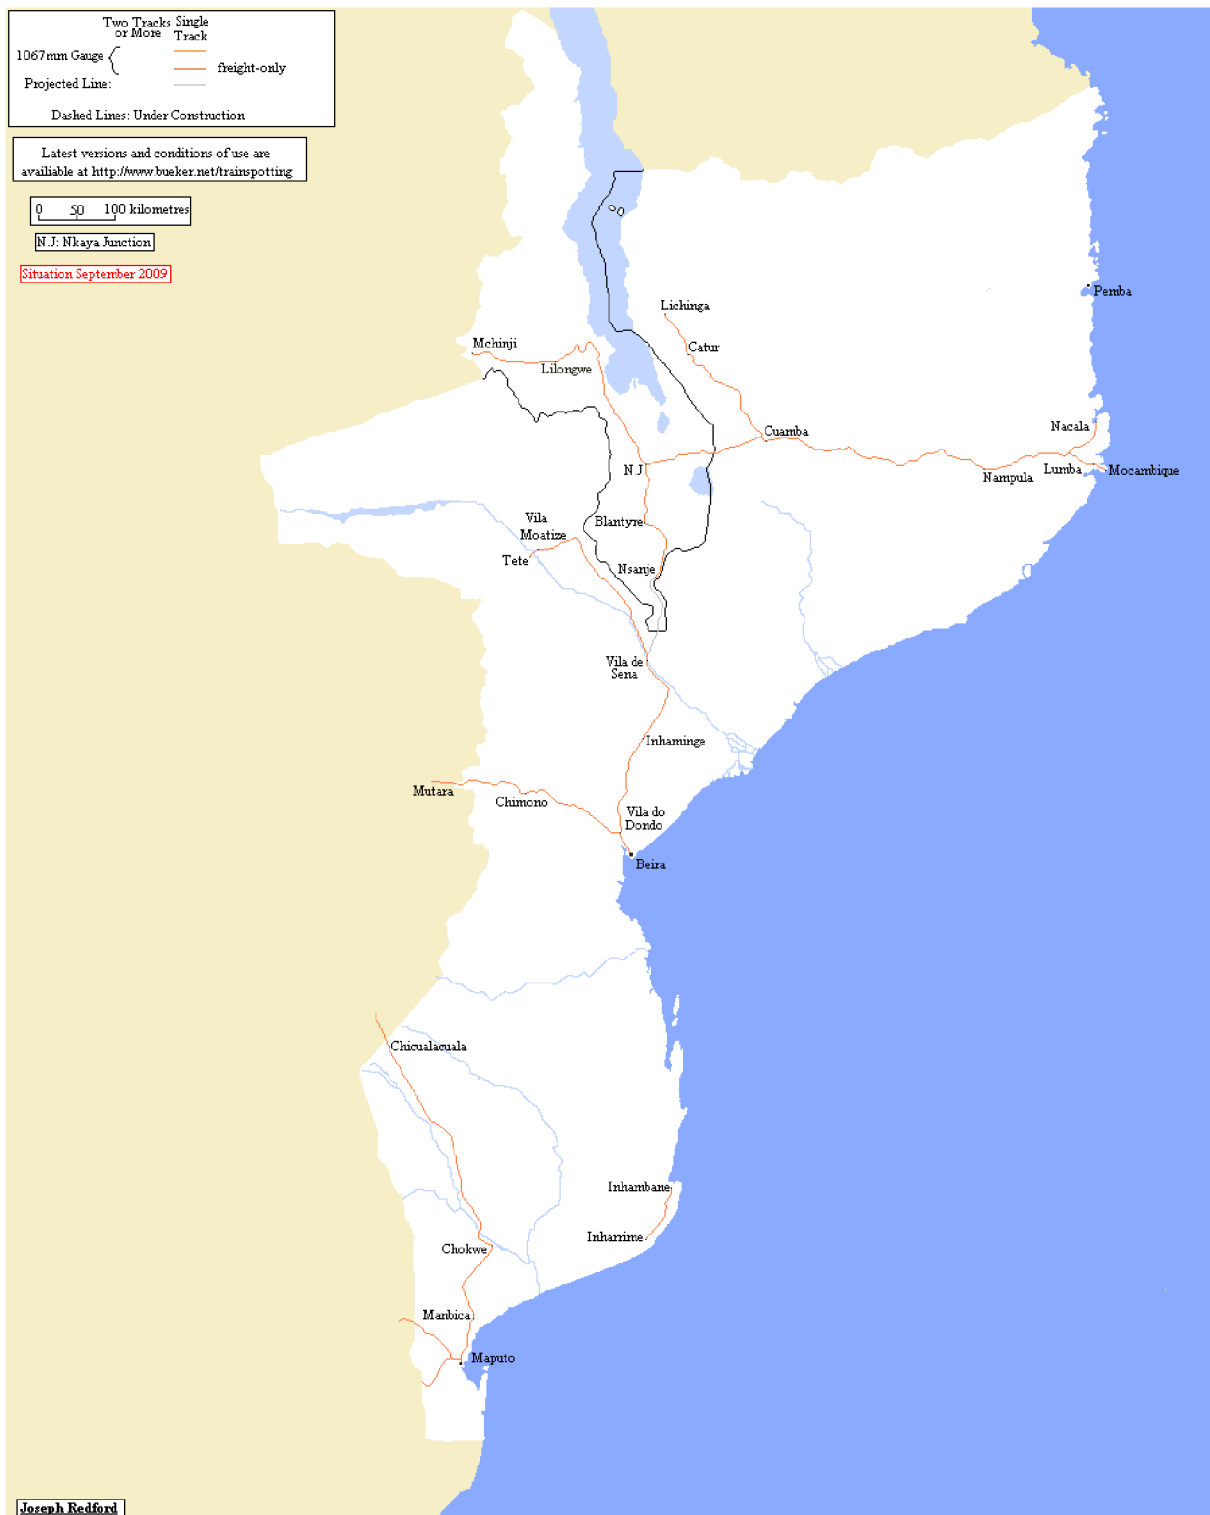 Two Tracks Single
or More Track
1067mm Gauge
freight-only
Projected Line:
Dashed Lines: Under Construction
Latest versions and conditions of use are
availiable at http://www.bueker.net/trainspotting
0 50 100 kilometres
N.J: Nkaya Junction
Situation September 2009
Pemba
Lichinga
Catur
Mchinji
Lilongwe
Cuamba
Nacala
N.J
Nampula
Lumba
Mocambique
Vila
Moatize
Blantyre
Tete
Nsanje
Vila de
Sena
Inhaminge
Mutara
Chimono
Vila do
Dondo
Beira
Chicualacuala
Inhambane
Inharrime
Chokwe
Manbica
Maputo
Joseph Redford